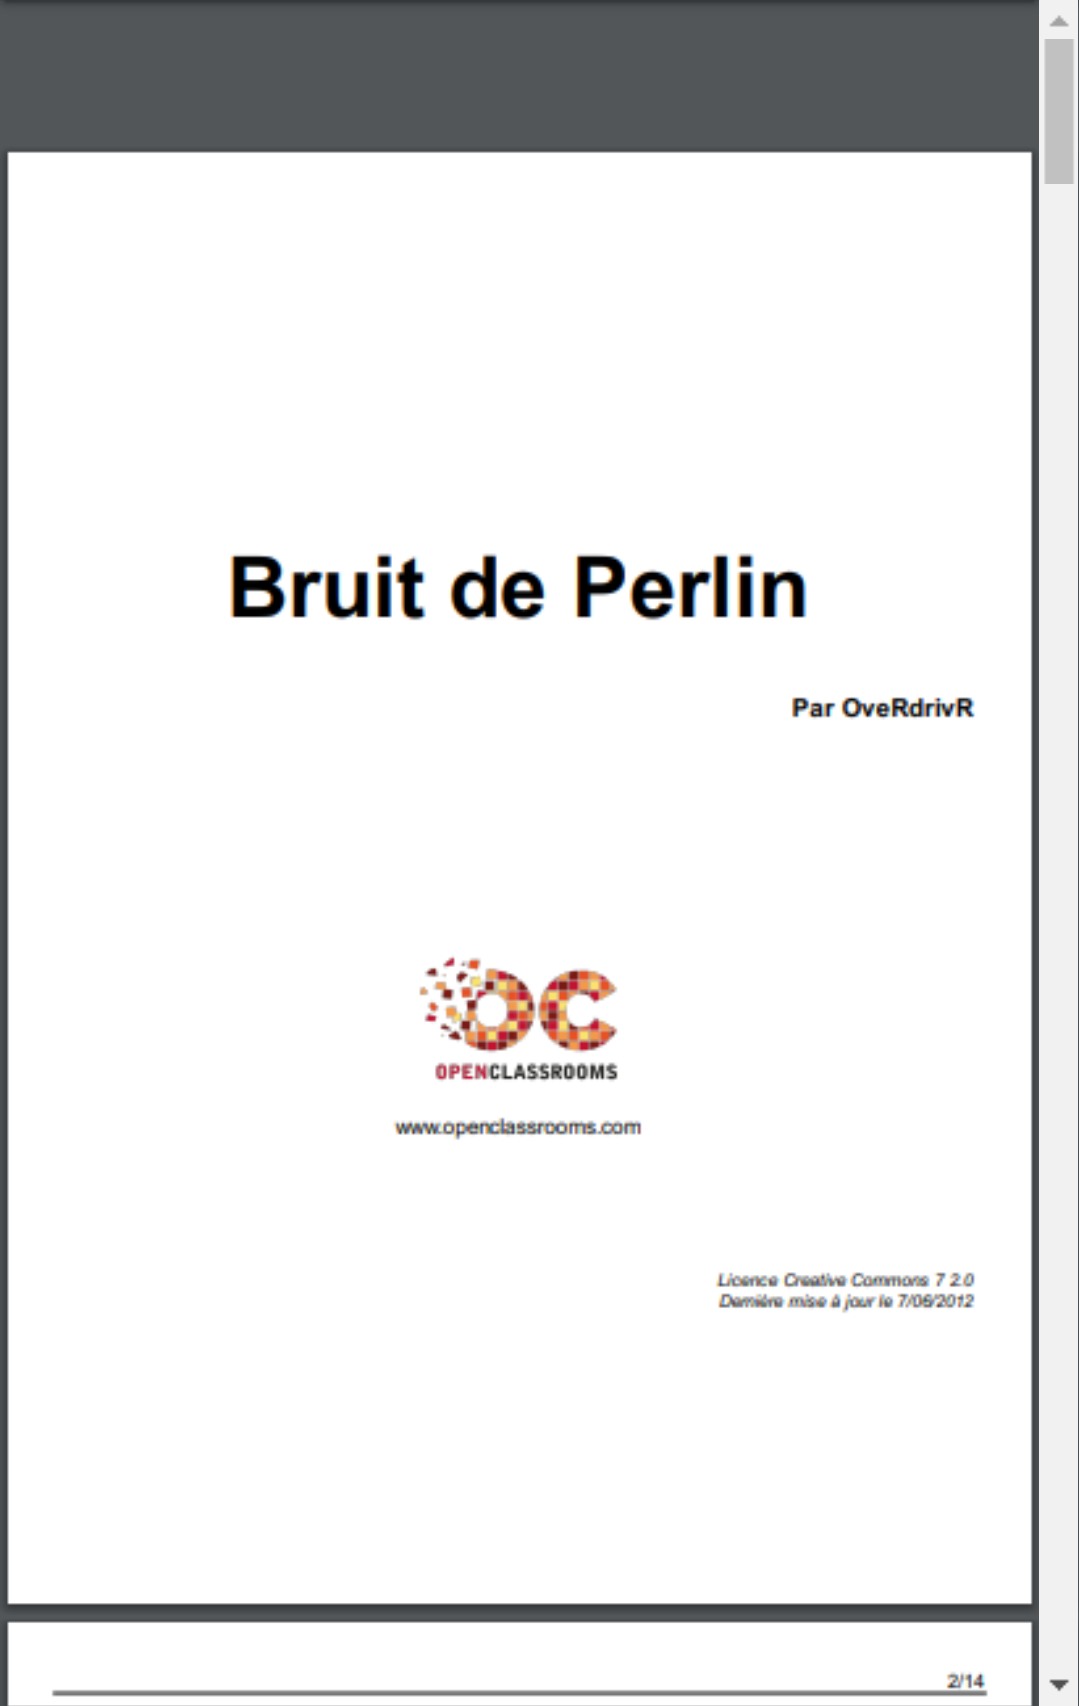 Bruit de Perlin
Par OveRdrivR
OPENCLASSROOMS
www.openclassrooms.com
Licence Creative Commons 7 2.0
Dernière mise à jour le 7/06/2012
2/14